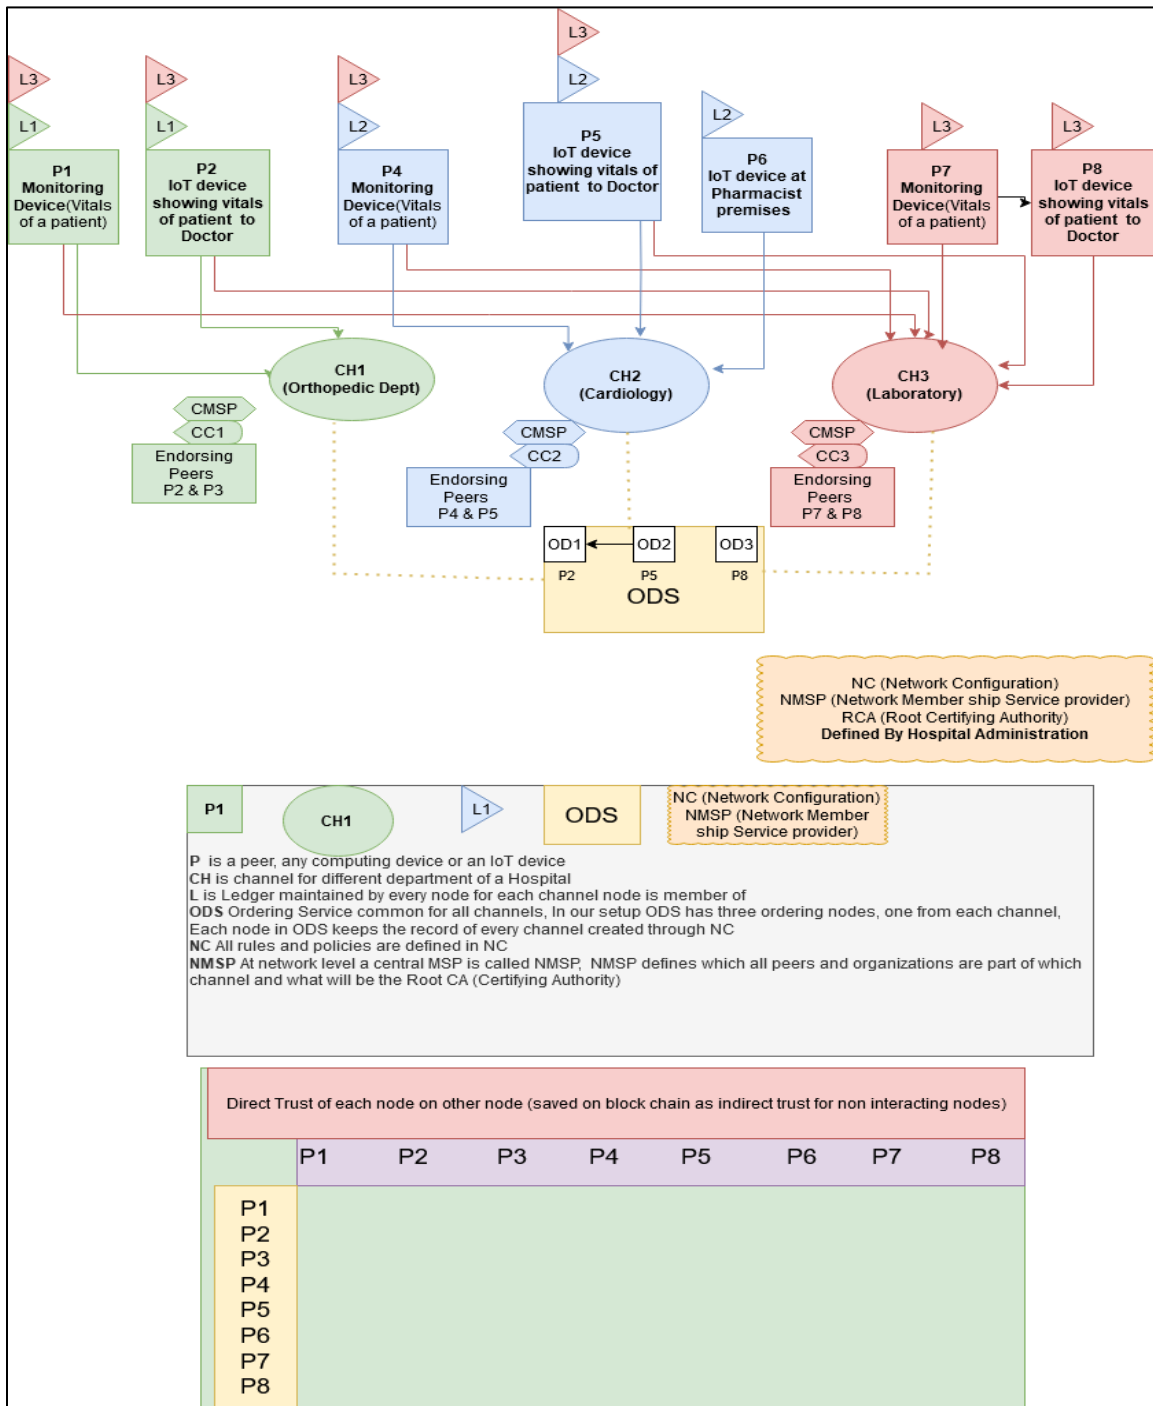 L3
L3
L3
L3
L1
L1
L2
L2
L2
L3
L3
P1
Monitoring
Device(Vitals
of a patient)
P2
IoT device
showing vitals
of patient to
Doctor
P4
Monitoring
Device(Vitals
of a patient)
P5
IoT device
showing vitals of
patient to Doctor
P6
IoT device at
Pharmacist
premises
P7
Monitoring
Device(Vitals
of a patient)
P8
IoT device
showing vitals
of patient to
Doctor
CH1
(Orthopedic Dept)
CH2
(Cardiology)
CH3
(Laboratory)
CMSP
CC1
Endorsing
Peers
P2 & P3
CMSP
CC2
Endorsing
Peers
P4 & P5
CMSP
CC3
Endorsing
Peers
P7 & P8
OD1
OD2
OD3
P2
P5
P8
ODS
NC (Network Configuration)
NMSP (Network Member ship Service provider)
RCA (Root Certifying Authority)
Defined By Hospital Administration
P1
CH1
L1
ODS
NC (Network Configuration)
NMSP (Network Member
ship Service provider)
P is a peer, any computing device or an IoT device
CH is channel for different department of a Hospital
L is Ledger maintained by every node for each channel node is member of
ODS Ordering Service common for all channels, In our setup ODS has three ordering nodes, one from each channel,
Each node in ODS keeps the record of every channel created through NC
NC All rules and policies are defined in NC
NMSP At network level a central MSP is called NMSP, NMSP defines which all peers and organizations are part of which
channel and what will be the Root CA (Certifying Authority)
Direct Trust of each node on other node (saved on block chain as indirect trust for non interacting nodes)
P1 P2 P3 P4 P5 P6 P7 P8
P1
P2
P3
P4
P5
P6
P7
P8